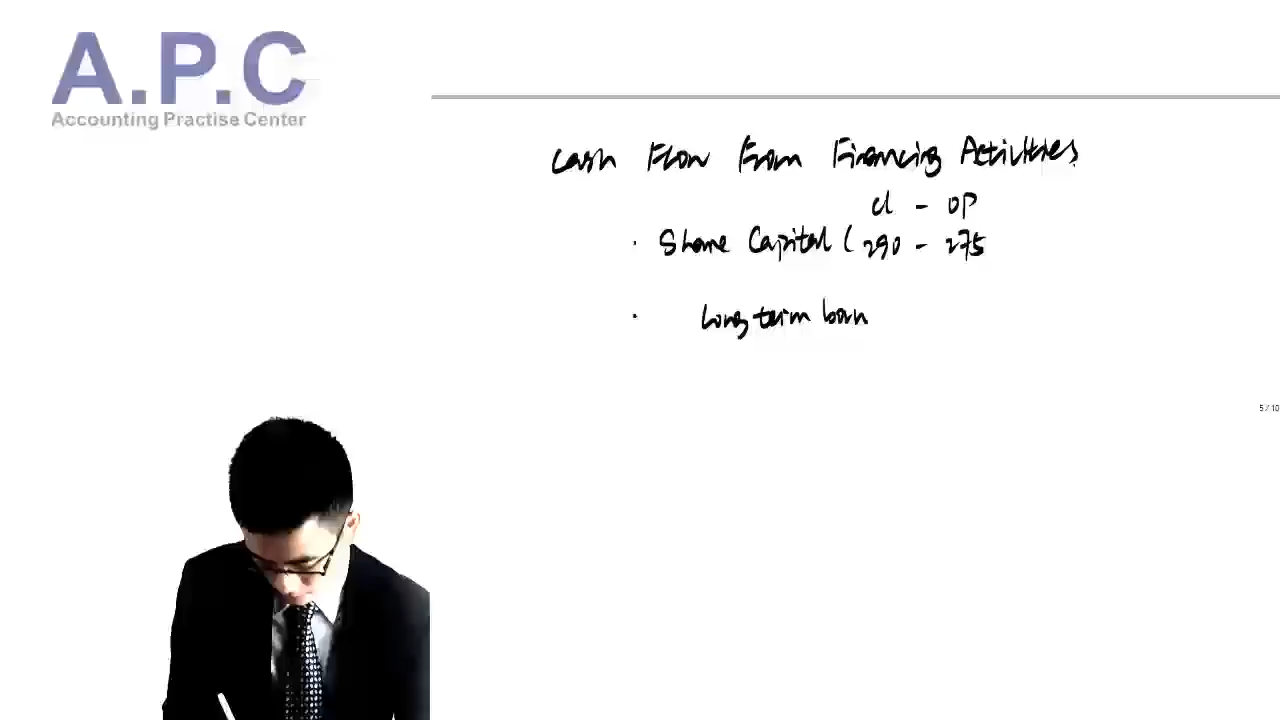 A.P.C
Accounting Practise Center
Cash Flow From Financing Activities
cl - op
· Share Capital ( 290 - 275
· Long term loan
5 / 10